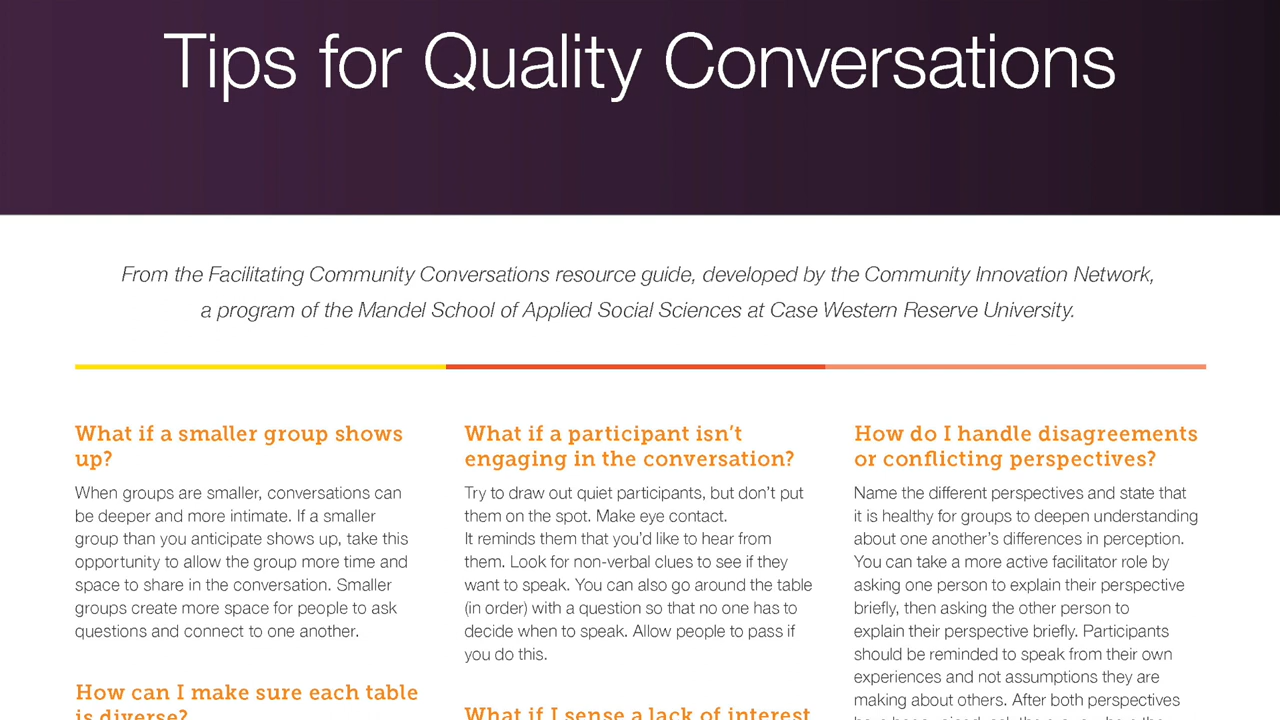 Tips for Quality Conversations
From the Facilitating Community Conversations resource guide, developed by the Community Innovation Network,
a program of the Mandel School of Applied Social Sciences at Case Western Reserve University.
What if a smaller group shows
up?
When groups are smaller, conversations can
be deeper and more intimate. If a smaller
group than you anticipate shows up, take this
opportunity to allow the group more time and
space to share in the conversation. Smaller
groups create more space for people to ask
questions and connect to one another.
How can I make sure each table
is diverse?
What if a participant isn’t
engaging in the conversation?
Try to draw out quiet participants, but don’t put
them on the spot. Make eye contact.
It reminds them that you’d like to hear from
them. Look for non-verbal clues to see if they
want to speak. You can also go around the table
(in order) with a question so that no one has to
decide when to speak. Allow people to pass if
you do this.
What if I sense a lack of interest
How do I handle disagreements
or conflicting perspectives?
Name the different perspectives and state that
it is healthy for groups to deepen understanding
about one another’s differences in perception.
You can take a more active facilitator role by
asking one person to explain their perspective
briefly, then asking the other person to
explain their perspective briefly. Participants
should be reminded to speak from their own
experiences and not assumptions they are
making about others. After both perspectives